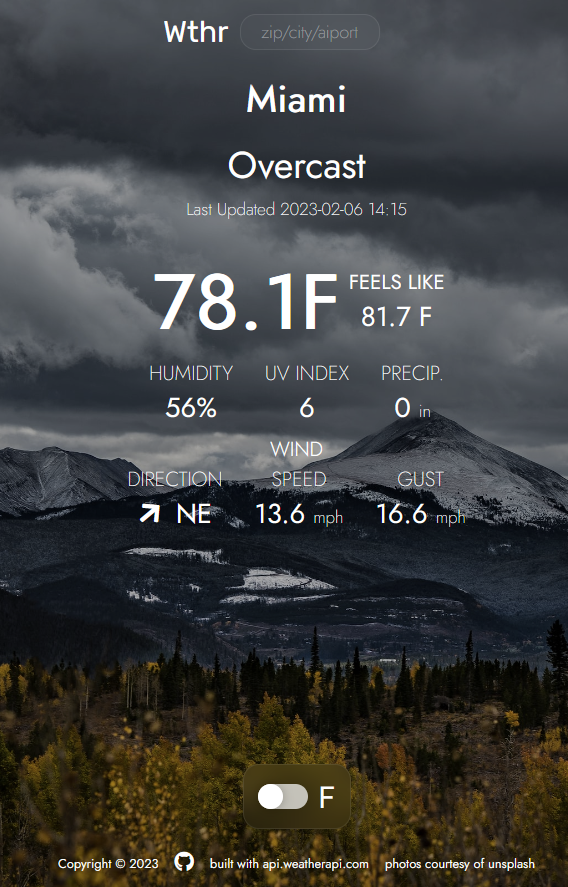 Wthr zip/city/aiport
Miami
Overcast
Last Updated 2023-02-06 14:15
78.1F FEELS LIKE
81.7 F
HUMIDITY UV INDEX PRECIP.
56% 6 0 in
WIND
DIRECTION SPEED GUST
NE 13.6 mph 16.6 mph
F
Copyright © 2023 built with api.weatherapi.com photos courtesy of unsplash